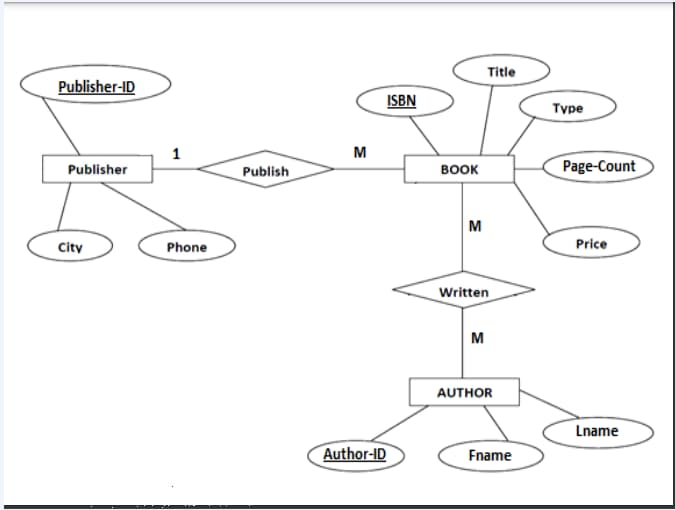 Title
Publisher-ID
ISBN
Type
1
M
Publisher
Publish
BOOK
Page-Count
M
City
Phone
Price
Written
M
AUTHOR
Lname
Author-ID
Fname